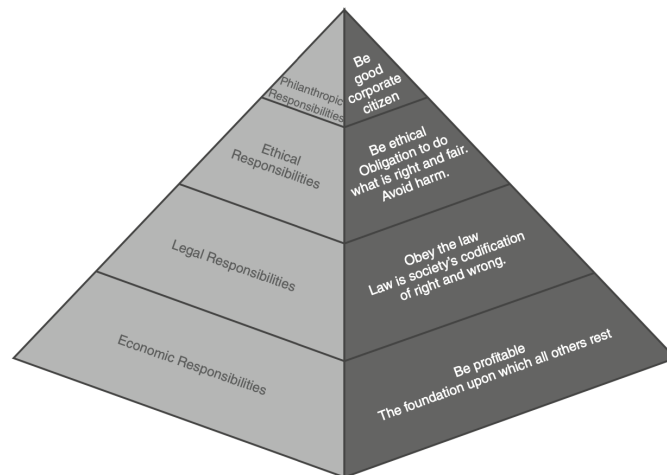 Philanthropic
Responsibilities
Be
good
corporate
citizen
Ethical
Responsibilities
Be ethical
Obligation to do
what is right and fair.
Avoid harm.
Legal Responsibilities
Obey the law
Law is society's codification
of right and wrong.
Economic Responsibilities
Be profitable
The foundation upon which all others rest